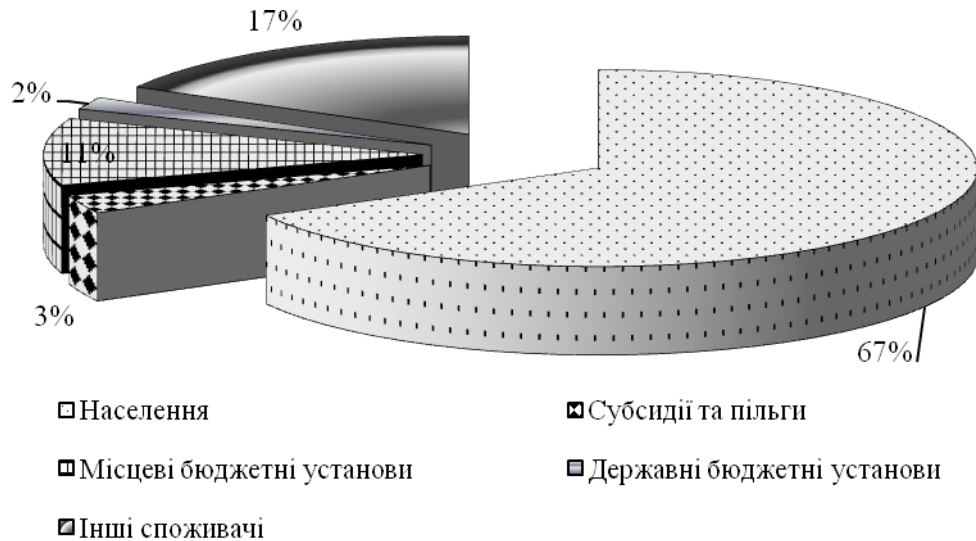 17%
2%
11%
3%
67%
Населення
Субсидії та пільги
Місцеві бюджетні установи
Державні бюджетні установи
Інші споживачі